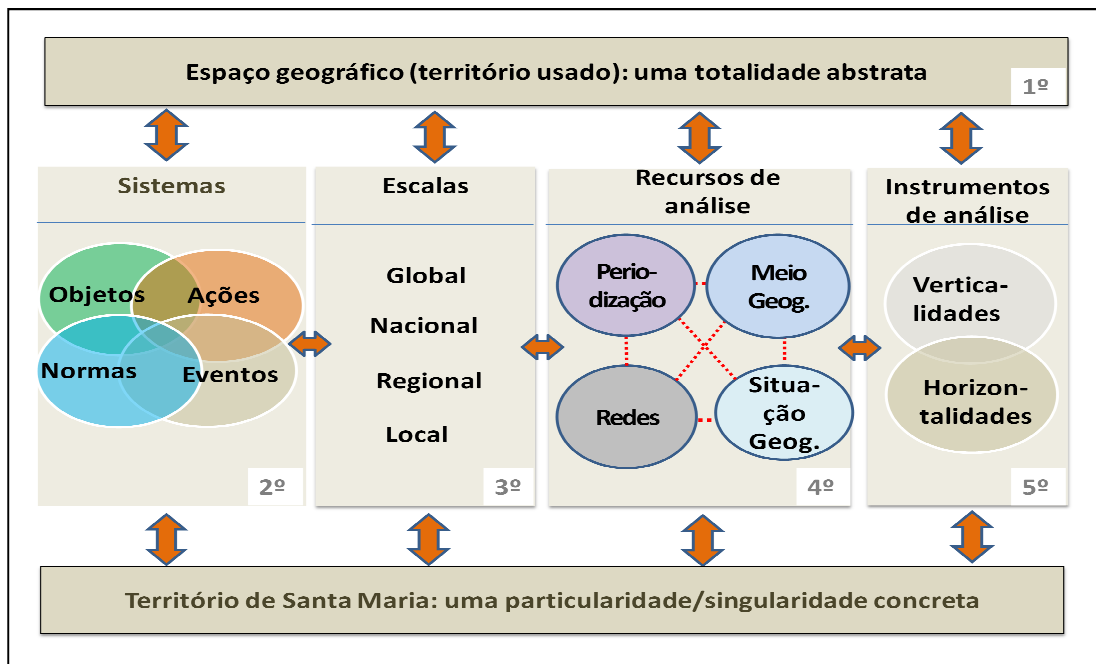 Espaço geográfico (território usado): uma totalidade abstrata
1º
Sistemas
Objetos
Ações
Normas
Eventos
2º
Escalas
Global
Nacional
Regional
Local
3º
Recursos de
análise
Perio-
dização
Meio
Geog.
Redes
Situa-
ção
Geog.
4º
Instrumentos
de análise
Vertica-
lidades
Horizon-
talidades
5º
Território de Santa Maria: uma particularidade/singularidade concreta